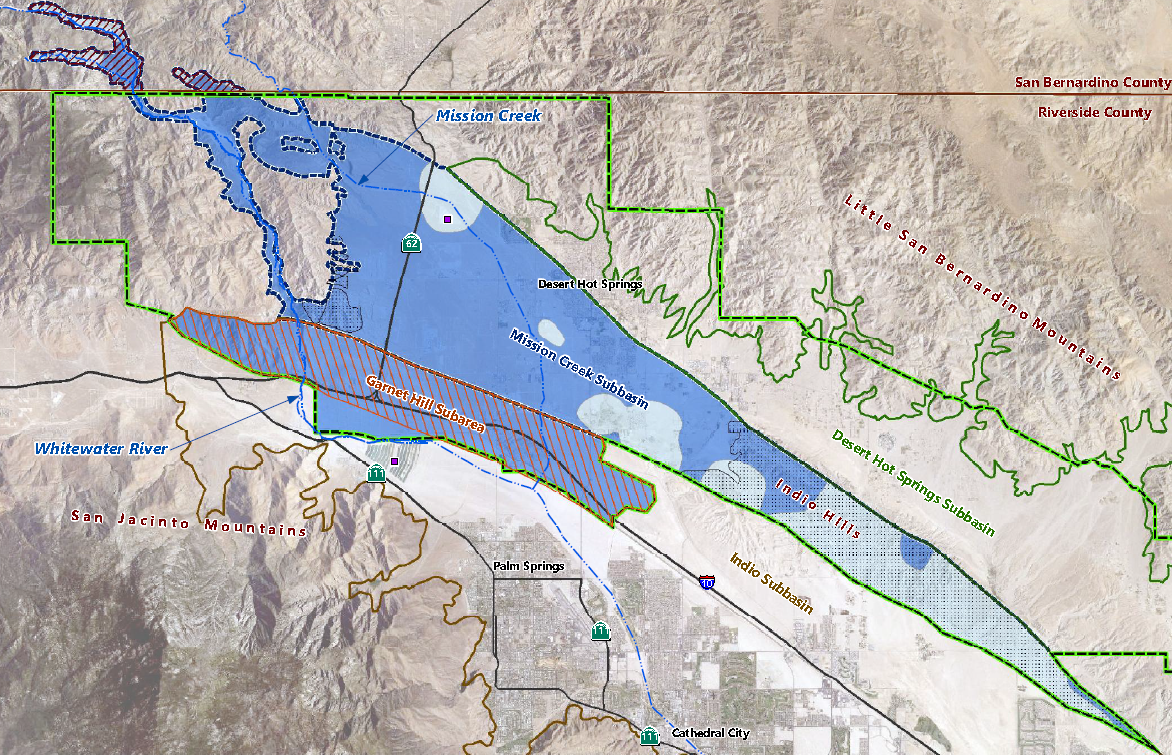 San Bernardino County
Riverside County
Mission Creek
Little San Bernardino Mountains
62
Desert Hot Springs
Mission Creek Subbasin
Garnet Hill Subarea
Whitewater River
Desert Hot Springs Subbasin
111
Indio Hills
San Jacinto Mountains
Palm Springs
Indio Subbasin
10
111
Cathedral City
111